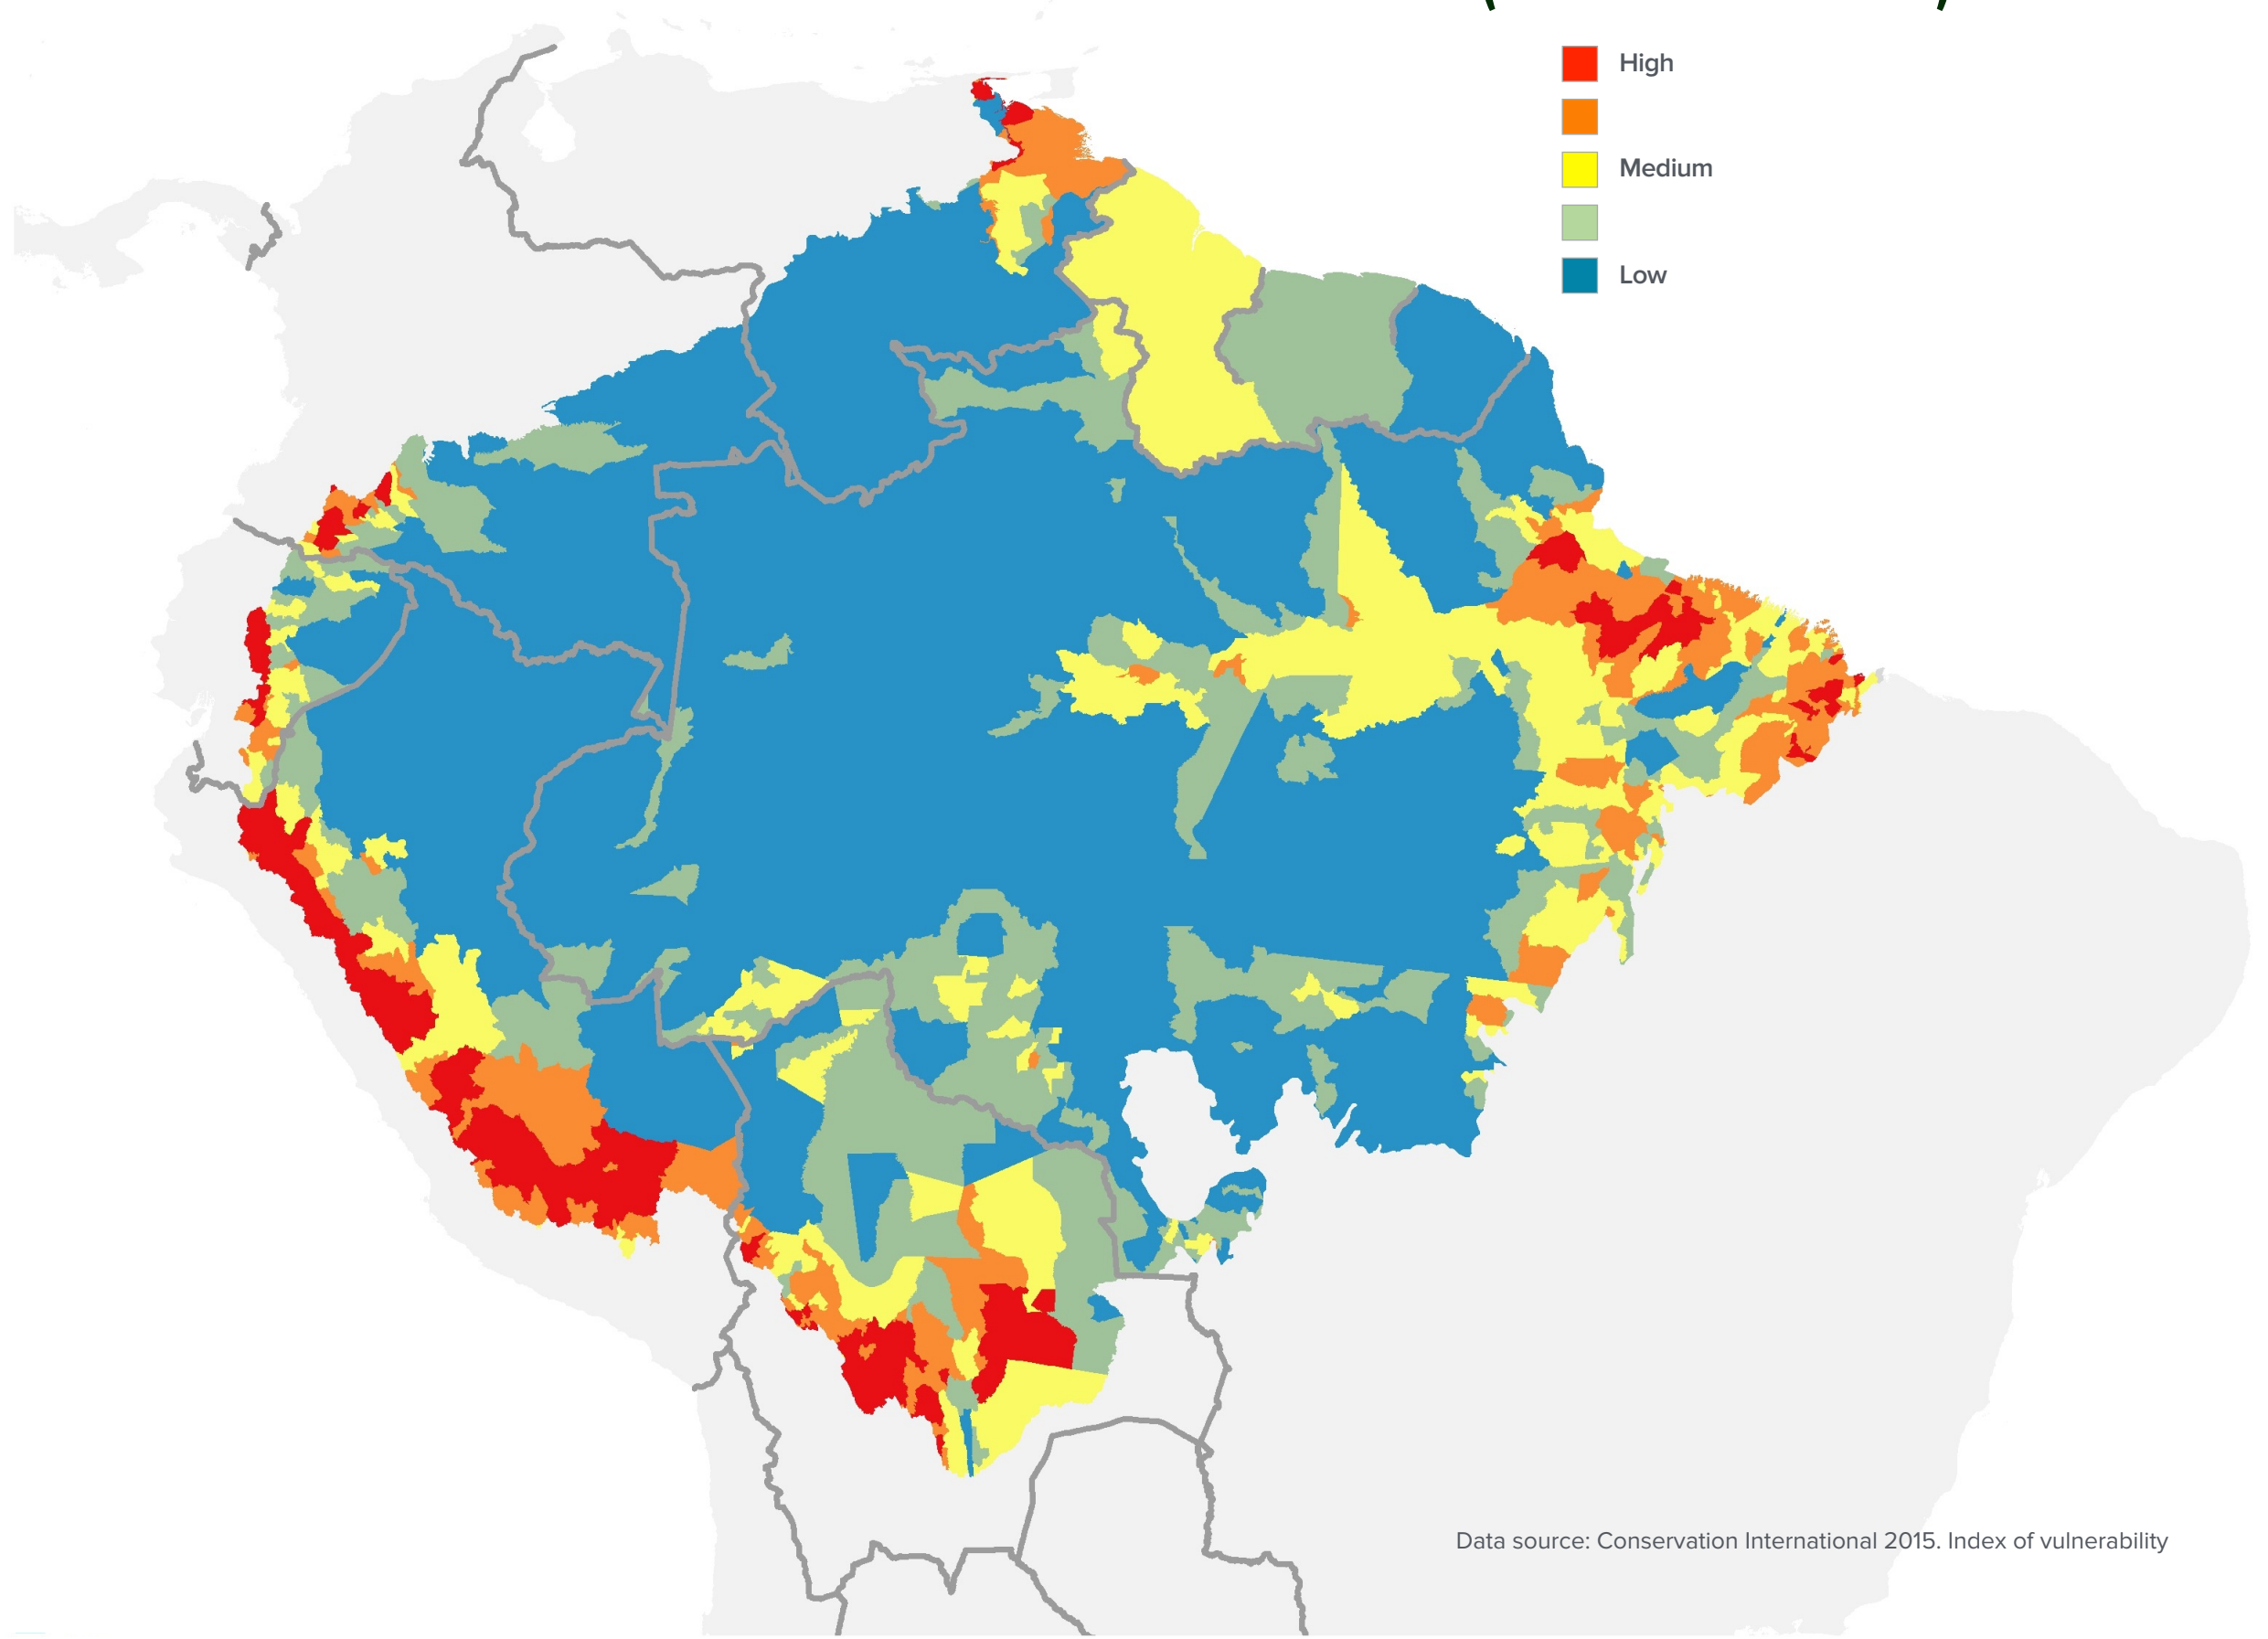 High
Medium
Low
Data source: Conservation International 2015. Index of vulnerability